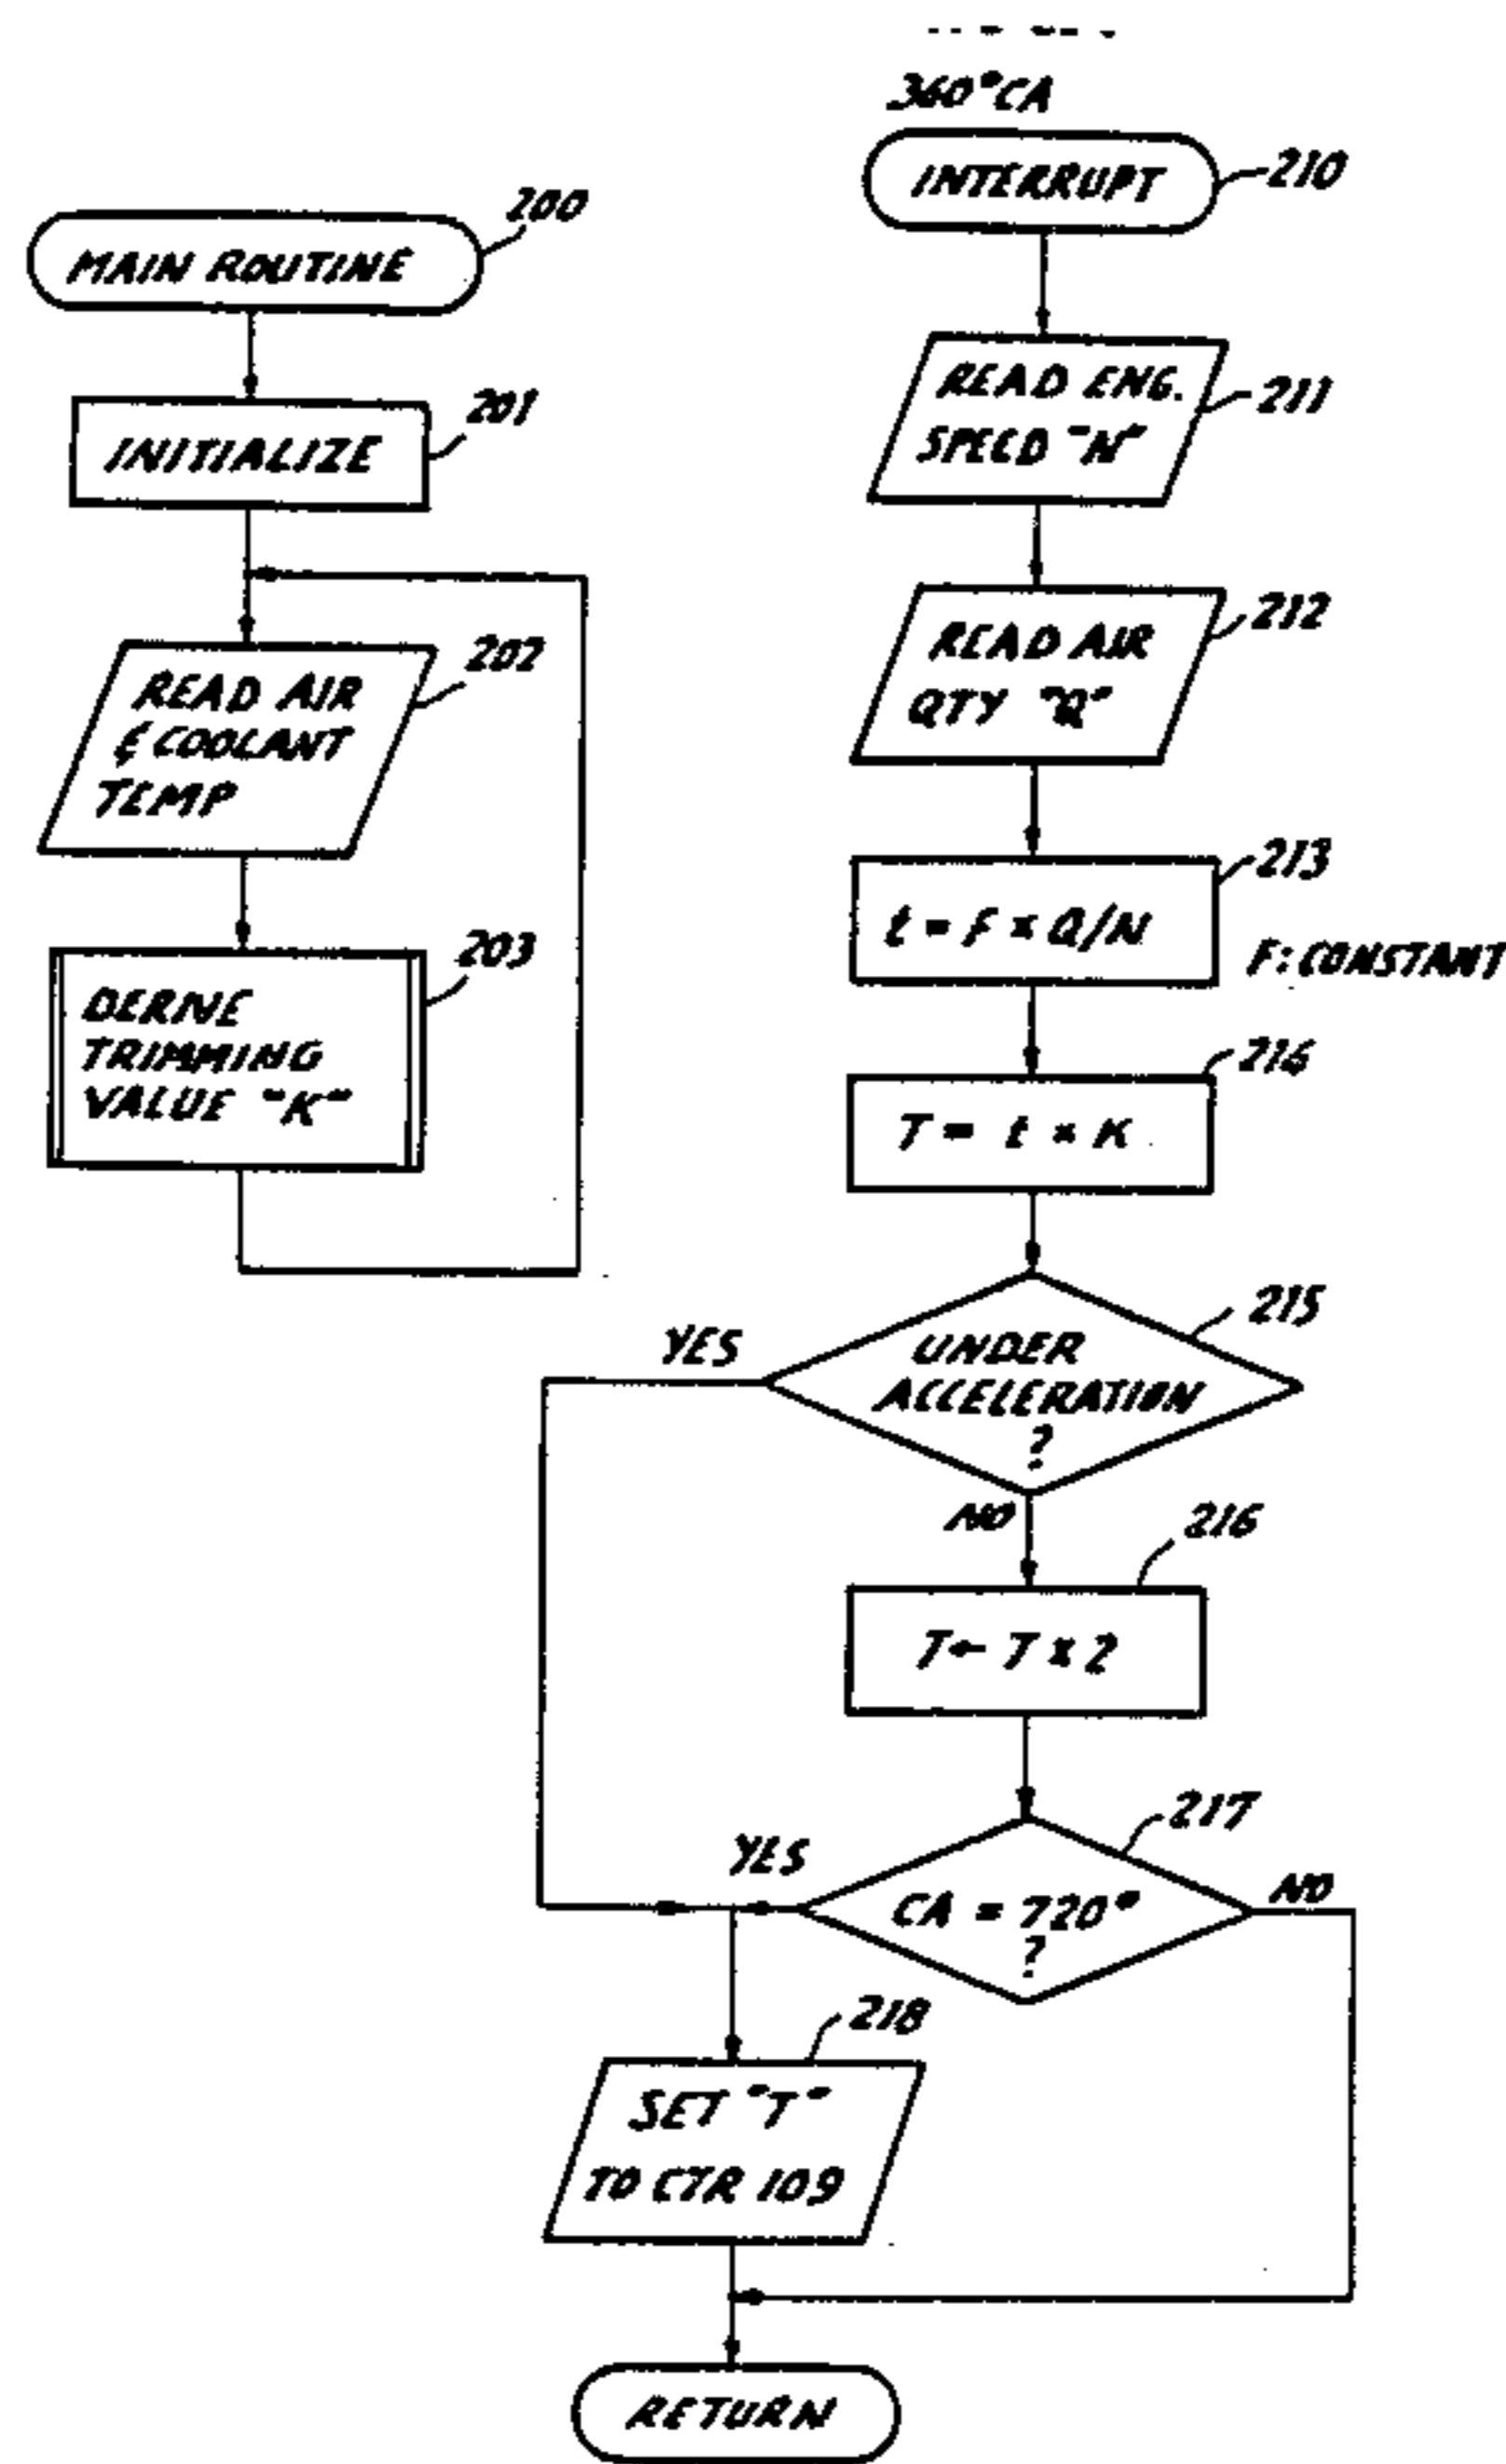 MAIN ROUTINE
200
INITIALIZE
201
READ AIR
& COOLANT
TEMP
202
DERIVE
TRIMMING
VALUE "K"
203
360°CA
INTERRUPT
210
READ ENG.
SPEED "N"
211
READ AIR
QTY "Q"
212
t = F × Q/N
213
F: CONSTANT
T = t × K
216
UNDER
ACCELERATION
?
215
YES
NO
T ← T × 2
216
CA = 720°
?
217
YES
NO
SET "T"
TO CTR 109
218
RETURN